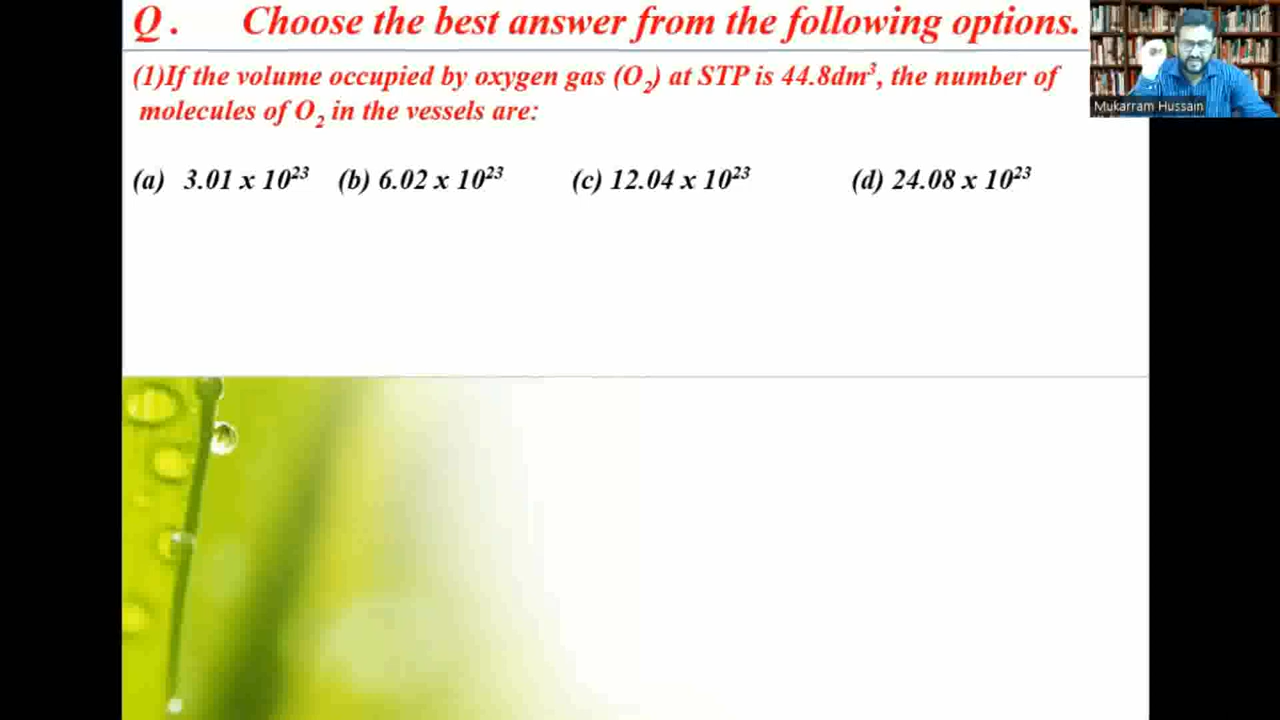 Q . Choose the best answer from the following options.
(1)If the volume occupied by oxygen gas (O₂) at STP is 44.8dm³, the number of
molecules of O₂ in the vessels are:
(a) 3.01 x 10²³ (b) 6.02 x 10²³ (c) 12.04 x 10²³ (d) 24.08 x 10²³
Mukarram Hussain